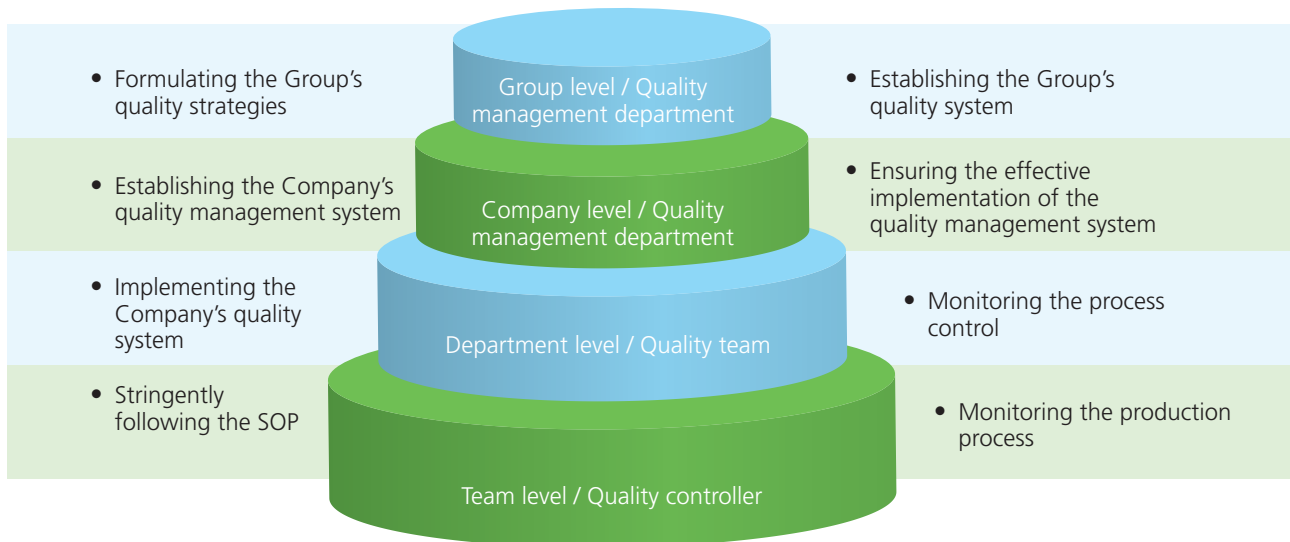 • Formulating the Group's
quality strategies
Group level / Quality
management department
• Establishing the Group's
quality system
• Establishing the Company's
quality management system
Company level / Quality
management department
• Ensuring the effective
implementation of the
quality management system
• Implementing the
Company's quality
system
Department level / Quality team
• Monitoring the process
control
• Stringently
following the SOP
Team level / Quality controller
• Monitoring the production
process